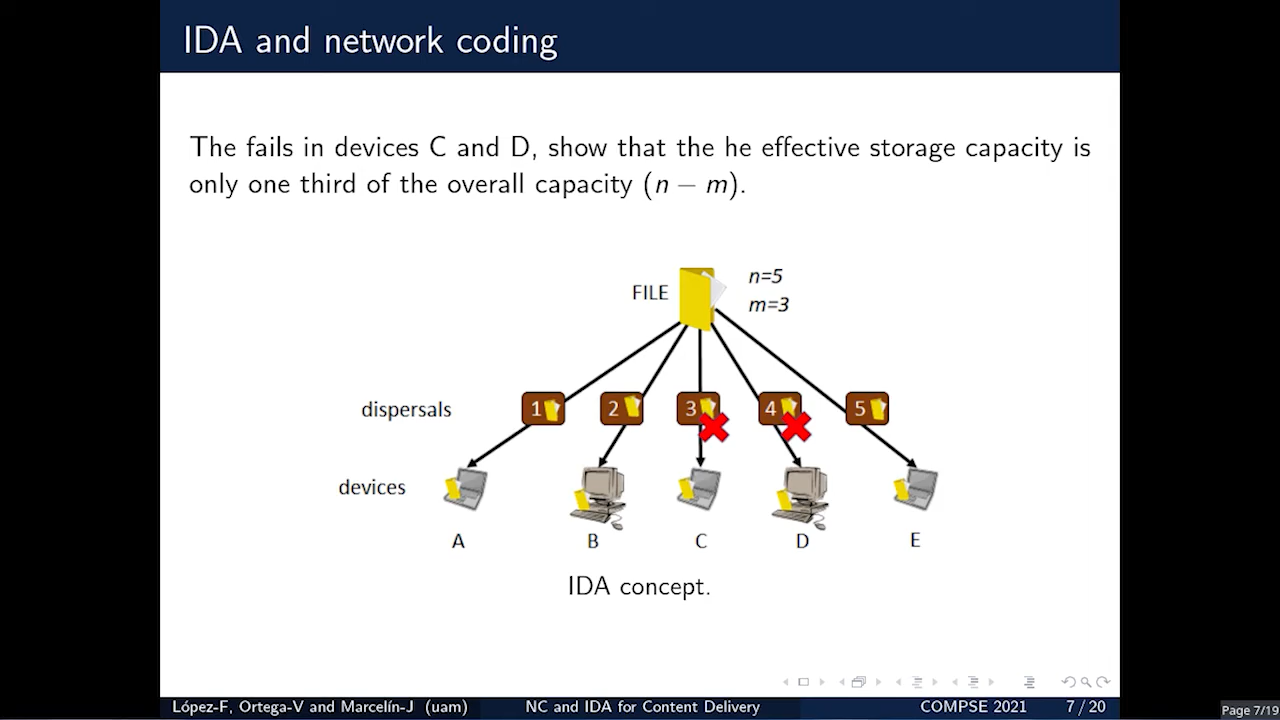 IDA and network coding
The fails in devices C and D, show that the he effective storage capacity is
only one third of the overall capacity (n − m).
FILE
n=5
m=3
dispersals
1
2
3
4
5
devices
A
B
C
D
E
IDA concept.
López-F, Ortega-V and Marcelín-J (uam)
NC and IDA for Content Delivery
COMPSE 2021
7 / 20
Page 7/19